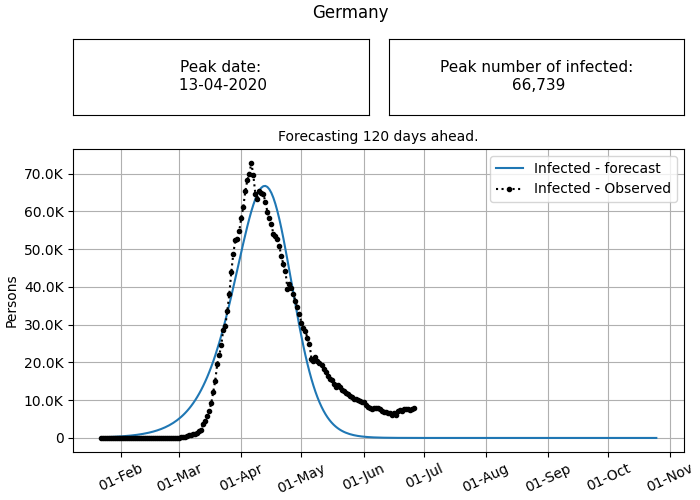 Germany
Peak date:
13-04-2020
Peak number of infected:
66,739
Forecasting 120 days ahead.
Infected - forecast
Infected - Observed
Persons
70.0K
60.0K
50.0K
40.0K
30.0K
20.0K
10.0K
0
01-Feb
01-Mar
01-Apr
01-May
01-Jun
01-Jul
01-Aug
01-Sep
01-Oct
01-Nov